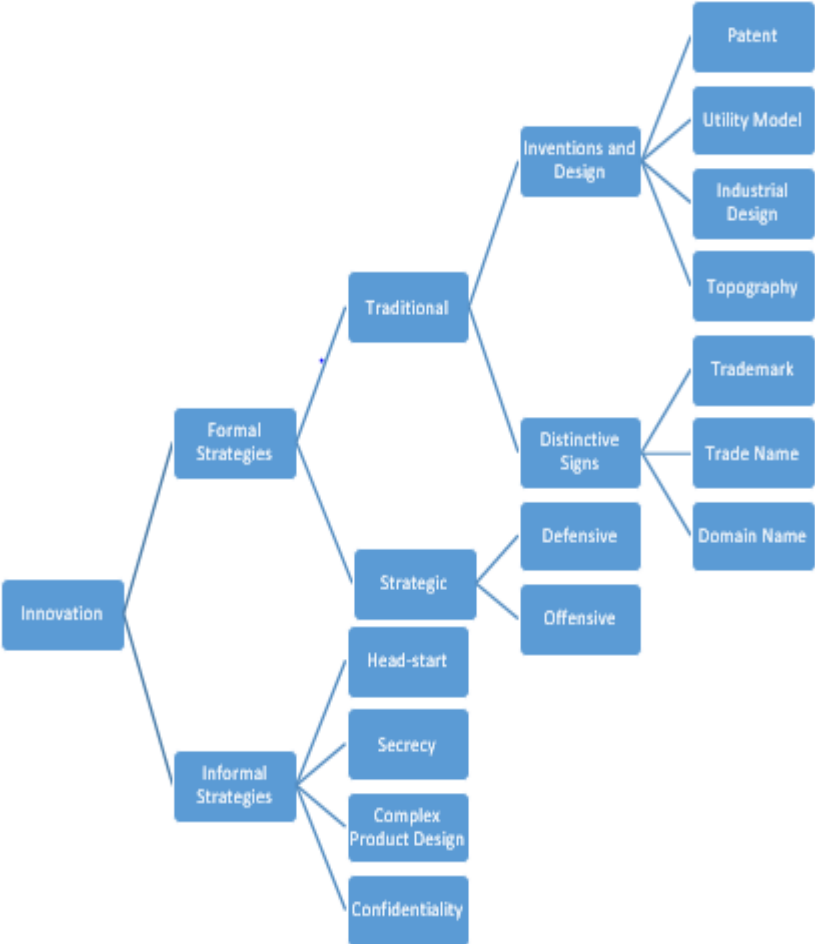 Patent
Utility Model
Inventions and
Design
Industrial
Design
Topography
Traditional
Trademark
Formal
Strategies
Distinctive
Signs
Trade Name
Defensive
Domain Name
Strategic
Innovation
Offensive
Head-start
Secrecy
Informal
Strategies
Complex
Product Design
Confidentiality